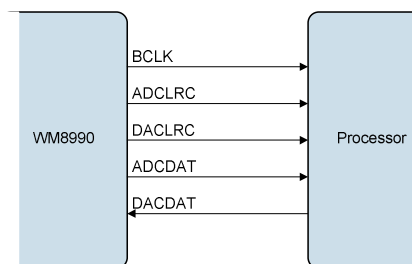 BCLK
ADCLRC
DACLRC
WM8990
Processor
ADCDAT
DACDAT